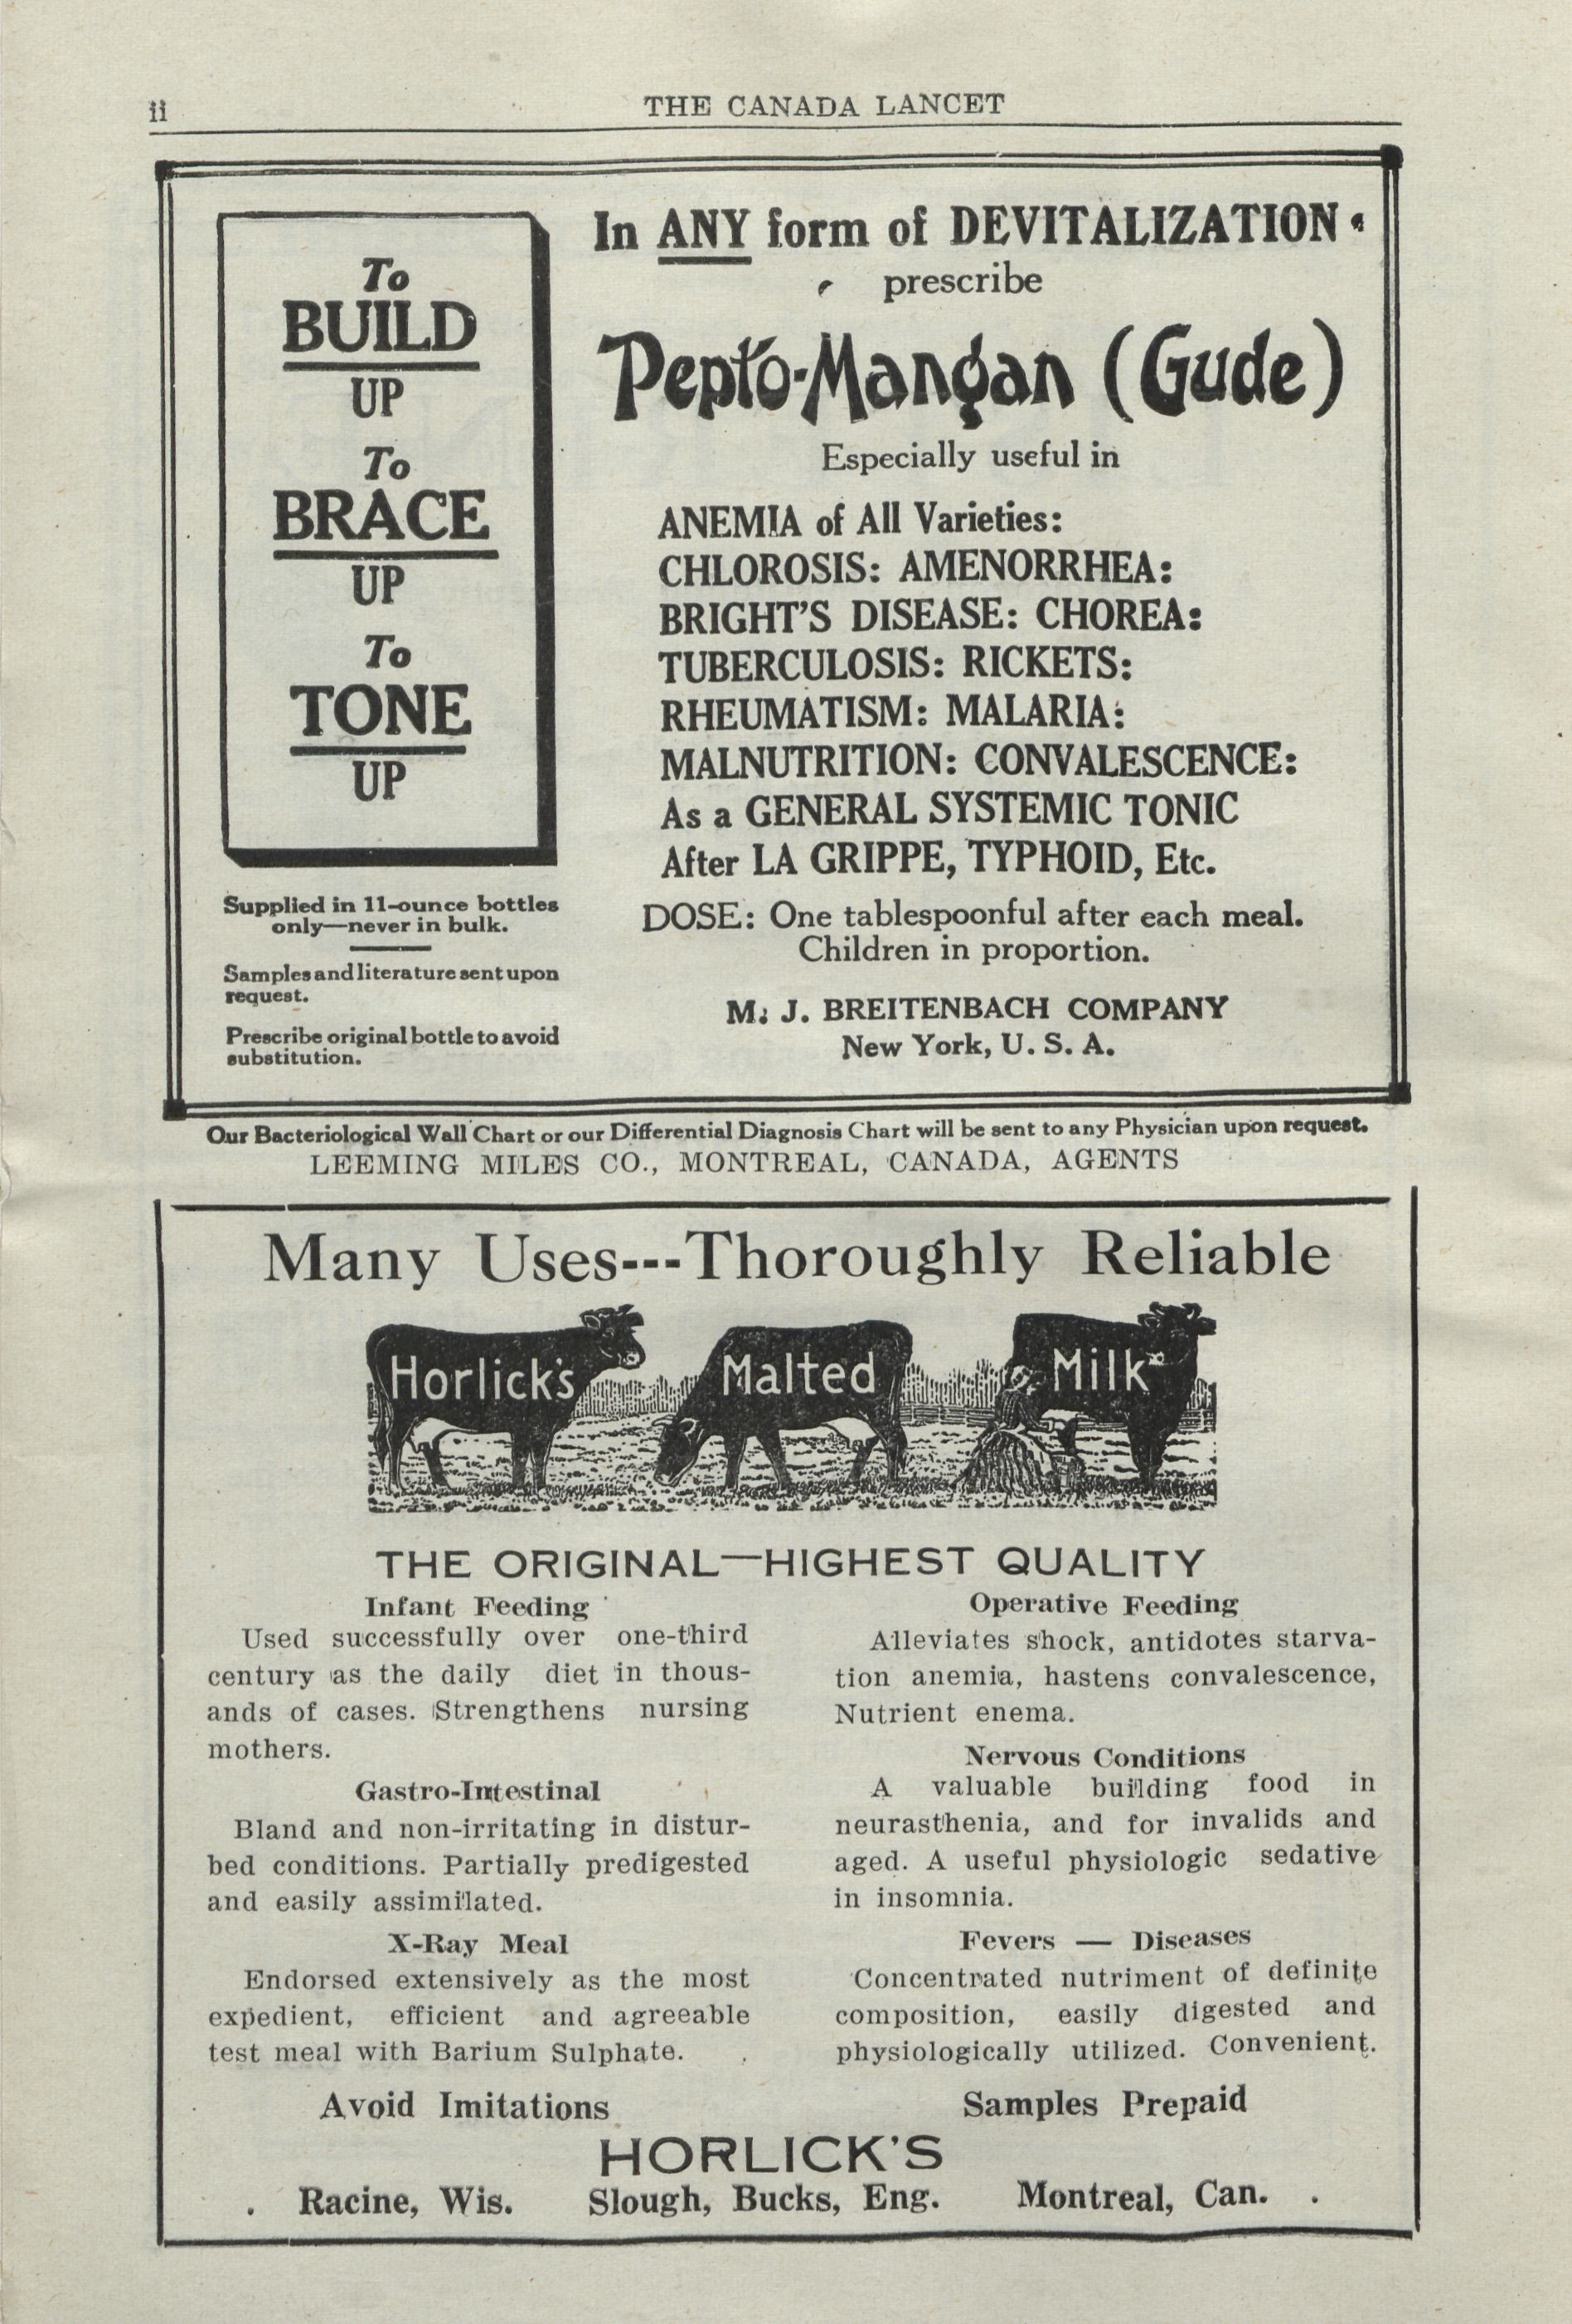 ii
THE CANADA LANCET
To
BUILD
UP
To
BRACE
UP
To
TONE
UP
Supplied in 11-ounce bottles
only—never in bulk.
Samples and literature sent upon
request.
Prescribe original bottle to avoid
substitution.
In ANY form of DEVITALIZATION
prescribe
Pepto-Mangan (Gude)
Especially useful in
ANEMIA of All Varieties:
CHLOROSIS: AMENORRHEA:
BRIGHT'S DISEASE: CHOREA:
TUBERCULOSIS: RICKETS:
RHEUMATISM: MALARIA:
MALNUTRITION: CONVALESCENCE:
As a GENERAL SYSTEMIC TONIC
After LA GRIPPE, TYPHOID, Etc.
DOSE: One tablespoonful after each meal.
Children in proportion.
M. J. BREITENBACH COMPANY
New York, U. S. A.
Our Bacteriological Wall Chart or our Differential Diagnosis Chart will be sent to any Physician upon request.
LEEMING MILES CO., MONTREAL, CANADA, AGENTS
Many Uses---Thoroughly Reliable
Horlick's Malted Milk
THE ORIGINAL—HIGHEST QUALITY
Infant Feeding
Used successfully over one-third
century as the daily diet in thous-
ands of cases. Strengthens nursing
mothers.
Gastro-Intestinal
Bland and non-irritating in distur-
bed conditions. Partially predigested
and easily assimilated.
X-Ray Meal
Endorsed extensively as the most
expedient, efficient and agreeable
test meal with Barium Sulphate.
Avoid Imitations
Operative Feeding
Alleviates shock, antidotes starva-
tion anemia, hastens convalescence,
Nutrient enema.
Nervous Conditions
A valuable building food in
neurasthenia, and for invalids and
aged. A useful physiologic sedative
in insomnia.
Fevers — Diseases
Concentrated nutriment of definite
composition, easily digested and
physiologically utilized. Convenient.
Samples Prepaid
HORLICK'S
Racine, Wis. Slough, Bucks, Eng. Montreal, Can.